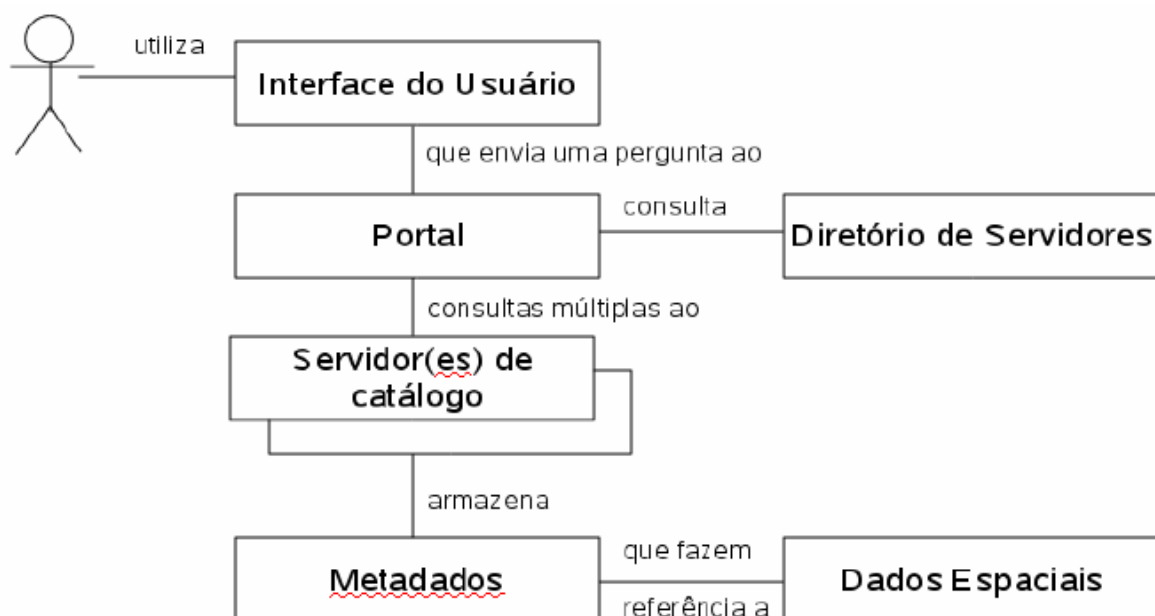 utiliza
Interface do Usuário
que envia uma pergunta ao
Portal
consulta
Diretório de Servidores
consultas múltiplas ao
Servidor(es) de
catálogo
armazena
Metadados
que fazem
referência a
Dados Espaciais